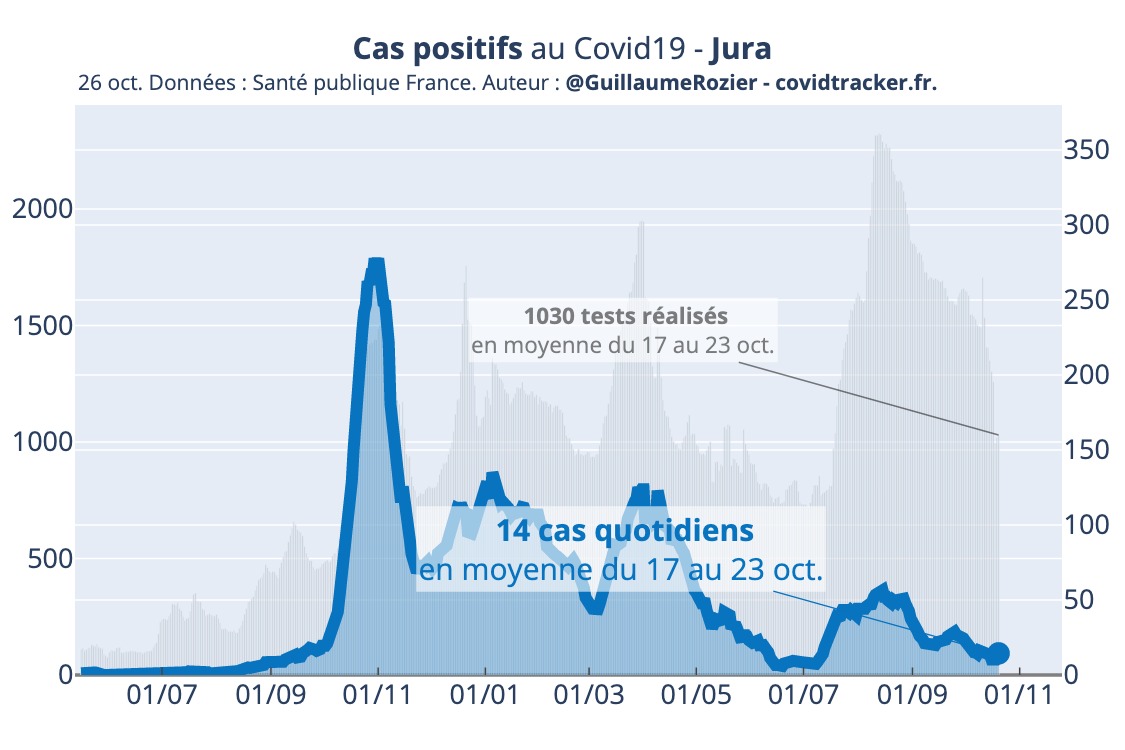 Cas positifs au Covid19 - Jura
26 oct. Données : Santé publique France. Auteur : @GuillaumeRozier - covidtracker.fr.
350
2000
300
250
1030 tests réalisés
1500
en moyenne du 17 au 23 oct.
200
1000
150
14 cas quotidiens
100
500
en moyenne du 17 au 23 oct.
50
0
0
01/07 01/09 01/11 01/01 01/03 01/05 01/07 01/09 01/11